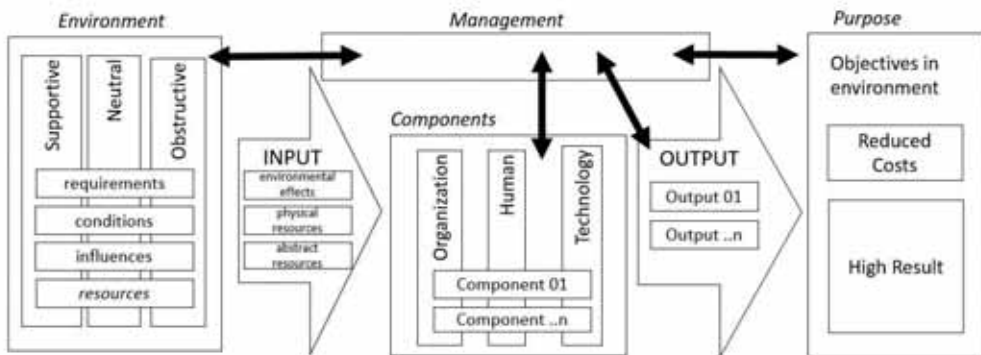 Environment
Supportive
Neutral
Obstructive
requirements
conditions
influences
resources
Management
INPUT
environmental
effects
physical
resources
abstract
resources
Components
Organization
Human
Technology
Component 01
Component ..n
OUTPUT
Output 01
Output ..n
Purpose
Objectives in
environment
Reduced
Costs
High Result